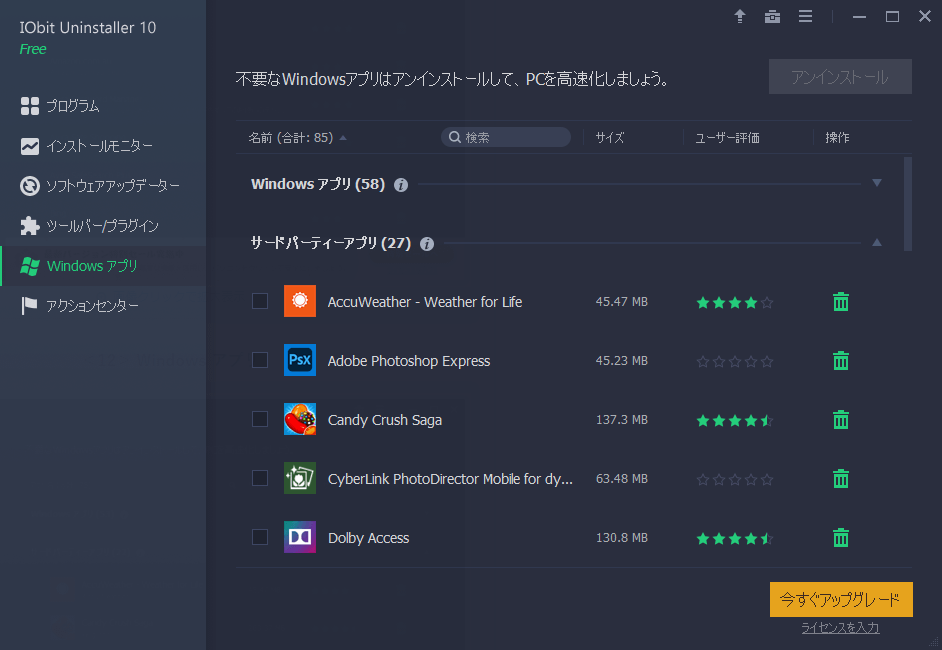 IObit Uninstaller 10
Free
プログラム
インストールモニター
ソフトウェアアップデーター
ツールバー/プラグイン
Windows アプリ
アクションセンター
不要なWindowsアプリはアンインストールして、PCを高速化しましょう。
アンインストール
名前 (合計: 85) 検索 サイズ ユーザー評価 操作
Windows アプリ (58)
サードパーティーアプリ (27)
AccuWeather - Weather for Life 45.47 MB
Psx Adobe Photoshop Express 45.23 MB
Candy Crush Saga 137.3 MB
CyberLink PhotoDirector Mobile for dy... 63.48 MB
Dolby Access 130.8 MB
今すぐアップグレード
ライセンスを入力